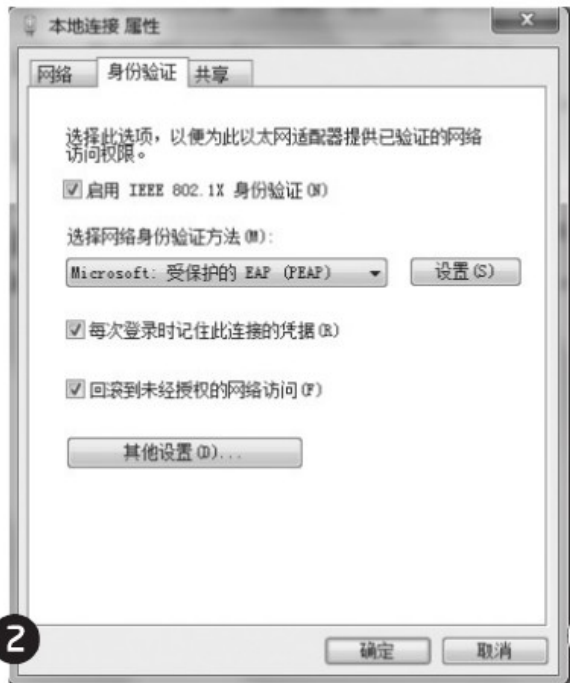 本地连接 属性
网络 身份验证 共享
选择此选项，以便为此以太网适配器提供已验证的网络
访问权限。
启用 IEEE 802.1X 身份验证(N)
选择网络身份验证方法(M):
Microsoft: 受保护的 EAP (PEAP) 设置(S)
每次登录时记住此连接的凭据(R)
回滚到未经授权的网络访问(F)
其他设置(D)...
2
确定 取消